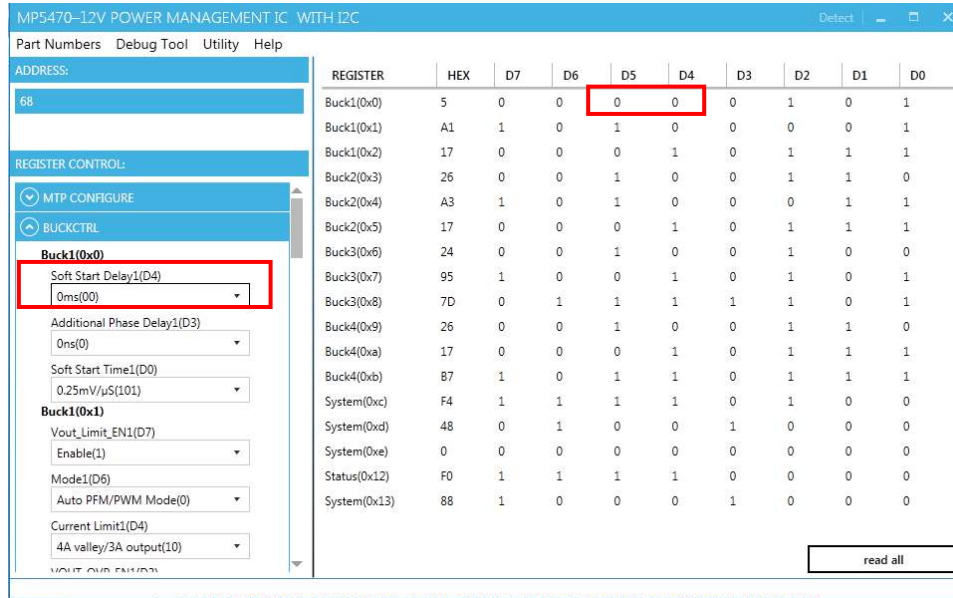 MP5470–12V POWER MANAGEMENT IC WITH I2C Detect
Part Numbers Debug Tool Utility Help
ADDRESS:
68
REGISTER CONTROL:
MTP CONFIGURE
BUCKCTRL
Buck1(0x0)
Soft Start Delay1(D4)
0ms(00)
Additional Phase Delay1(D3)
0ns(0)
Soft Start Time1(D0)
0.25mV/µS(101)
Buck1(0x1)
Vout_Limit_EN1(D7)
Enable(1)
Mode1(D6)
Auto PFM/PWM Mode(0)
Current Limit1(D4)
4A valley/3A output(10)
VOUT_OVP_EN1(D3)
REGISTER HEX D7 D6 D5 D4 D3 D2 D1 D0
Buck1(0x0) 5 0 0 0 0 0 1 0 1
Buck1(0x1) A1 1 0 1 0 0 0 0 1
Buck1(0x2) 17 0 0 0 1 0 1 1 1
Buck2(0x3) 26 0 0 1 0 0 1 1 0
Buck2(0x4) A3 1 0 1 0 0 0 1 1
Buck2(0x5) 17 0 0 0 1 0 1 1 1
Buck3(0x6) 24 0 0 1 0 0 1 0 0
Buck3(0x7) 95 1 0 0 1 0 1 0 1
Buck3(0x8) 7D 0 1 1 1 1 1 0 1
Buck4(0x9) 26 0 0 1 0 0 1 1 0
Buck4(0xa) 17 0 0 0 1 0 1 1 1
Buck4(0xb) B7 1 0 1 1 0 1 1 1
System(0xc) F4 1 1 1 1 0 1 0 0
System(0xd) 48 0 1 0 0 1 0 0 0
System(0xe) 0 0 0 0 0 0 0 0 0
Status(0x12) F0 1 1 1 1 0 0 0 0
System(0x13) 88 1 0 0 0 1 0 0 0
read all